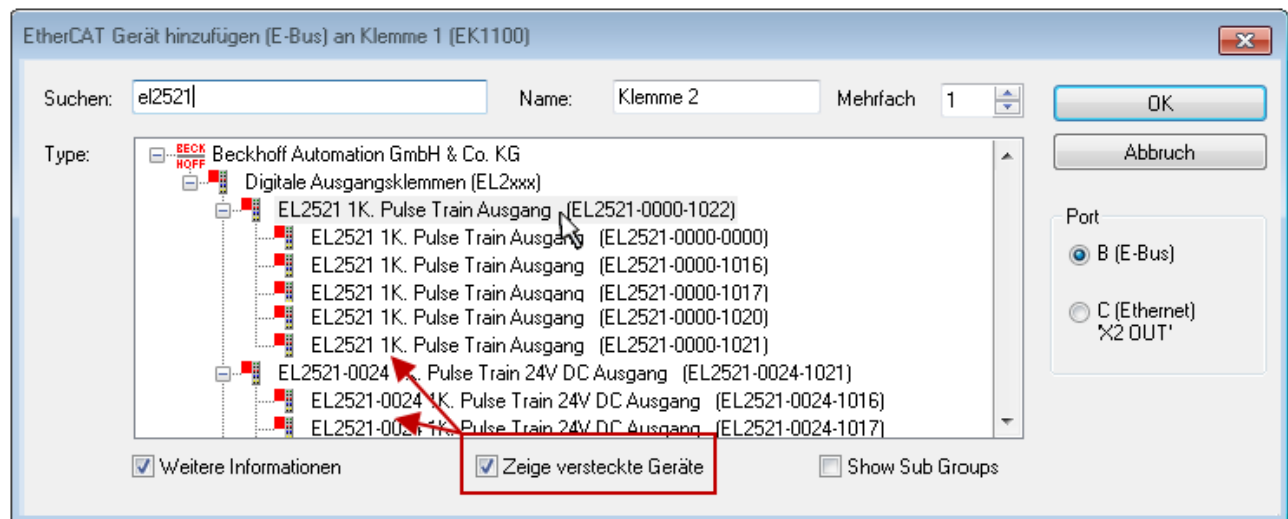 EtherCAT Gerät hinzufügen (E-Bus) an Klemme 1 (EK1100)
Suchen: el2521 Name: Klemme 2 Mehrfach 1 OK
Type: BECKHOFF Beckhoff Automation GmbH & Co. KG Abbruch
Digitale Ausgangsklemmen (EL2xxx)
EL2521 1K. Pulse Train Ausgang (EL2521-0000-1022) Port
EL2521 1K. Pulse Train Ausgang (EL2521-0000-0000) B (E-Bus)
EL2521 1K. Pulse Train Ausgang (EL2521-0000-1016)
EL2521 1K. Pulse Train Ausgang (EL2521-0000-1017) C (Ethernet)
EL2521 1K. Pulse Train Ausgang (EL2521-0000-1020) 'X2 OUT'
EL2521 1K. Pulse Train Ausgang (EL2521-0000-1021)
EL2521-0024 1K. Pulse Train 24V DC Ausgang (EL2521-0024-1021)
EL2521-0024 1K. Pulse Train 24V DC Ausgang (EL2521-0024-1016)
EL2521-0024 1K. Pulse Train 24V DC Ausgang (EL2521-0024-1017)
Weitere Informationen Zeige versteckte Geräte Show Sub Groups